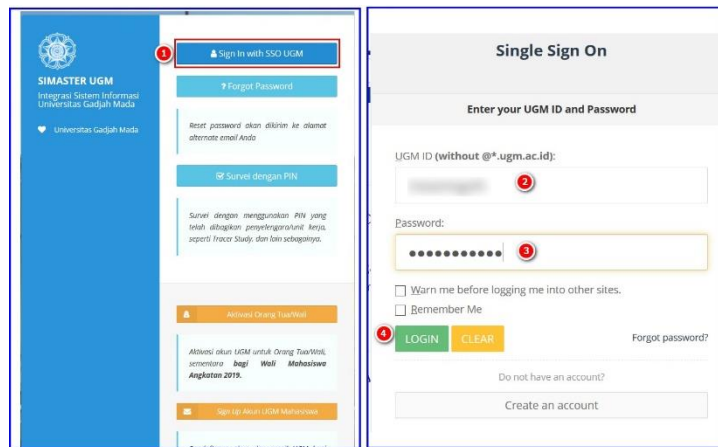 SIMASTER UGM
Integrasi Sistem Informasi
Universitas Gadjah Mada
Universitas Gadjah Mada
1
Sign In with SSO UGM
? Forgot Password
Reset password akan dikirim ke alamat
alternate email Anda
Survei dengan PIN
Survei dengan menggunakan PIN yang
telah dibagikan penyelengara/unit kerja,
seperti Tracer Study, dan lain sebagainya.
Aktivasi Orang Tua/Wali
Aktivasi akun UGM untuk Orang Tua/Wali,
sementara bagi Wali Mahasiswa
Angkatan 2019.
Sign Up Akun UGM Mahasiswa
Single Sign On
Enter your UGM ID and Password
UGM ID (without @*.ugm.ac.id):
2
Password:
3
Warn me before logging me into other sites.
Remember Me
4
LOGIN
CLEAR
Forgot password?
Do not have an account?
Create an account